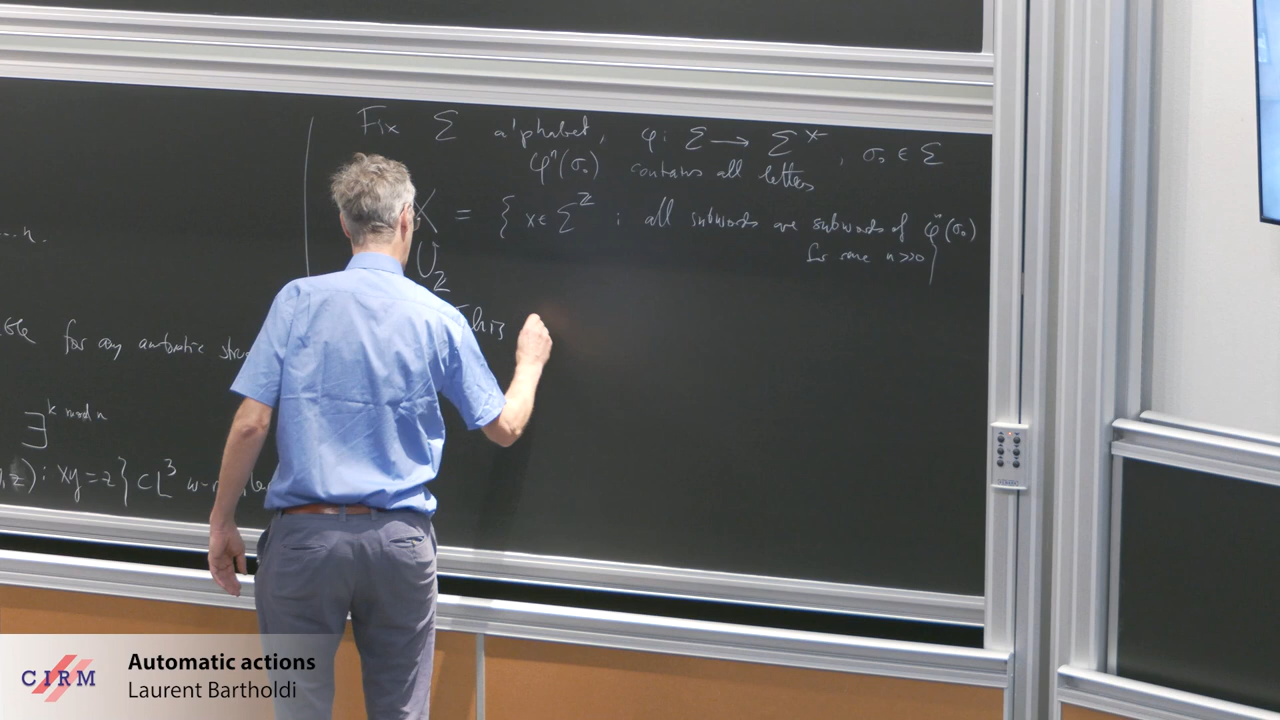 Fix Σ alphabet, φ: Σ → Σ*, σ₀ ∈ Σ
φⁿ(σ₀) contains all letters
X = { x ∈ Σ^ℤ ; all subwords are subwords of φⁿ(σ₀)
for some n >> 0 }
ℤ
This
...n.
for any automatic
∃^{k mod n}
,z): xy = z} ⊂ L³
CIRM
Automatic actions
Laurent Bartholdi